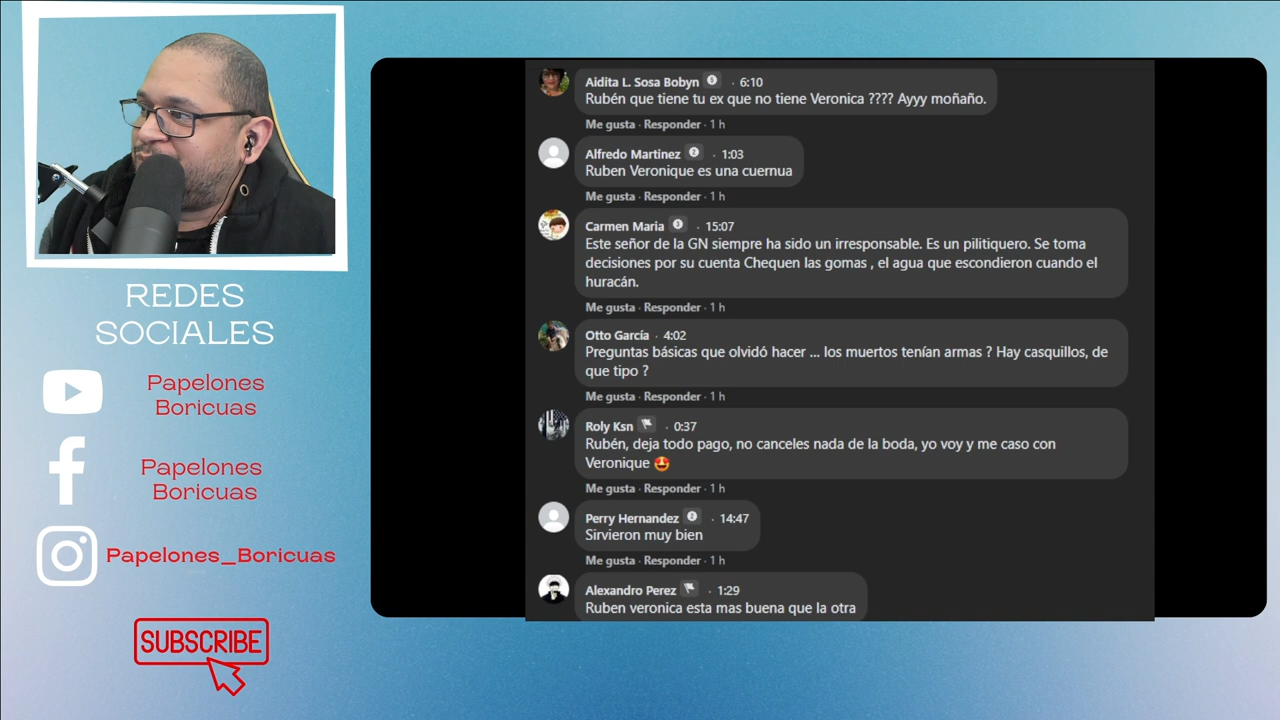 REDES
SOCIALES
Papelones
Boricuas
Papelones
Boricuas
Papelones_Boricuas
SUBSCRIBE
Aidita L. Sosa Bobyn · 6:10
Rubén que tiene tu ex que no tiene Veronica ???? Ayyy moñaño.
Me gusta · Responder · 1 h
Alfredo Martinez · 1:03
Ruben Veronique es una cuernua
Me gusta · Responder · 1 h
Carmen Maria · 15:07
Este señor de la GN siempre ha sido un irresponsable. Es un pilitiquero. Se toma
decisiones por su cuenta Chequen las gomas , el agua que escondieron cuando el
huracán.
Me gusta · Responder · 1 h
Otto García · 4:02
Preguntas básicas que olvidó hacer ... los muertos tenían armas ? Hay casquillos, de
que tipo ?
Me gusta · Responder · 1 h
Roly Ksn · 0:37
Rubén, deja todo pago, no canceles nada de la boda, yo voy y me caso con
Veronique 🤩
Me gusta · Responder · 1 h
Perry Hernandez · 14:47
Sirvieron muy bien
Me gusta · Responder · 1 h
Alexandro Perez · 1:29
Ruben veronica esta mas buena que la otra